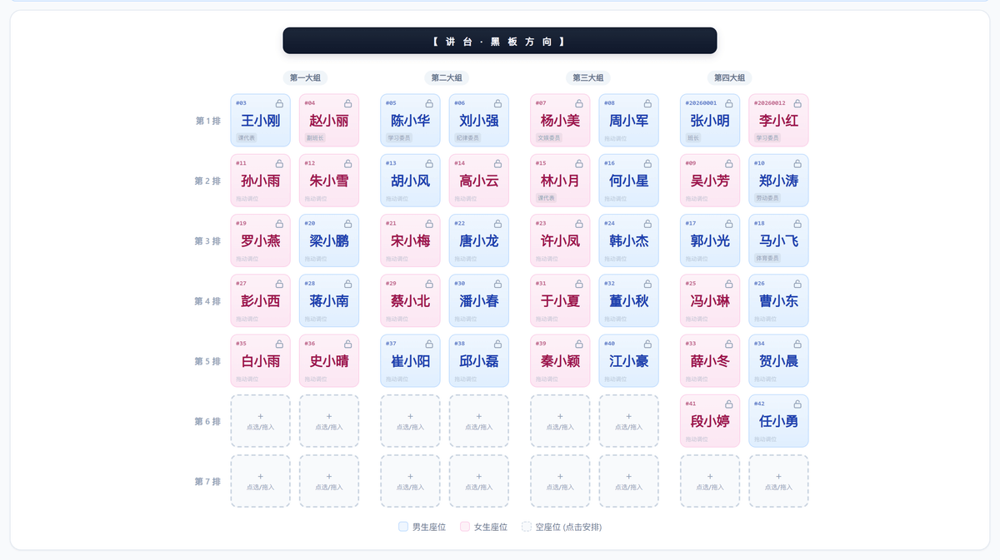 【 讲 台 · 黑 板 方 向 】
第一大组 第二大组 第三大组 第四大组
#03 #04 #05 #06 #07 #08 #20260001 #20260012
第 1 排 王小刚 赵小丽 陈小华 刘小强 杨小美 周小军 张小明 李小红
课代表 副班长 学习委员 纪律委员 文娱委员 拖动调位 班长 学习委员
#11 #12 #13 #14 #15 #16 #09 #10
第 2 排 孙小雨 朱小雪 胡小风 高小云 林小月 何小星 吴小芳 郑小涛
拖动调位 拖动调位 拖动调位 拖动调位 课代表 拖动调位 拖动调位 劳动委员
#19 #20 #21 #22 #23 #24 #17 #18
第 3 排 罗小燕 梁小鹏 宋小梅 唐小龙 许小凤 韩小杰 郭小光 马小飞
拖动调位 拖动调位 拖动调位 拖动调位 拖动调位 拖动调位 拖动调位 体育委员
#27 #28 #29 #30 #31 #32 #25 #26
第 4 排 彭小西 蒋小南 蔡小北 潘小春 于小夏 董小秋 冯小琳 曹小东
拖动调位 拖动调位 拖动调位 拖动调位 拖动调位 拖动调位 拖动调位 拖动调位
#35 #36 #37 #38 #39 #40 #33 #34
第 5 排 白小雨 史小晴 崔小阳 邱小磊 秦小颖 江小豪 薛小冬 贺小晨
拖动调位 拖动调位 拖动调位 拖动调位 拖动调位 拖动调位 拖动调位 拖动调位
#41 #42
第 6 排 + + + + + + 段小婷 任小勇
点选/拖入 点选/拖入 点选/拖入 点选/拖入 点选/拖入 点选/拖入 拖动调位 拖动调位
第 7 排 + + + + + + + +
点选/拖入 点选/拖入 点选/拖入 点选/拖入 点选/拖入 点选/拖入 点选/拖入 点选/拖入
男生座位 女生座位 空座位 (点击安排)